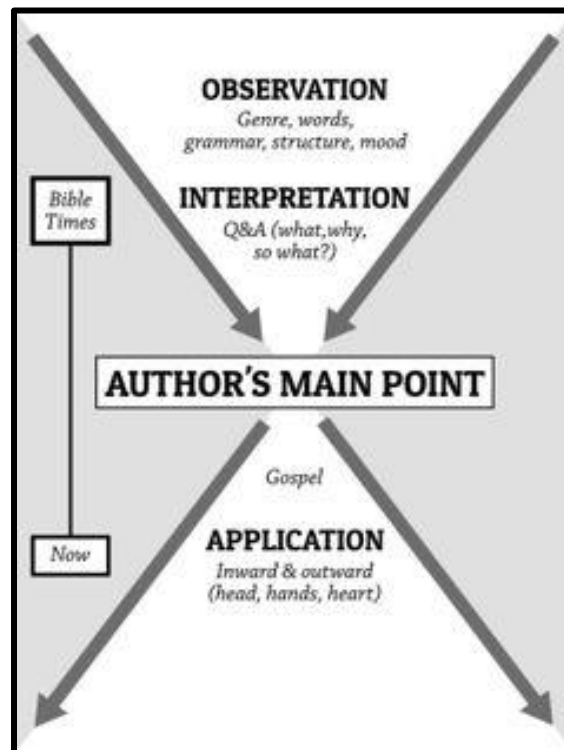 OBSERVATION
Genre, words,
grammar, structure, mood
Bible
Times
INTERPRETATION
Q&A (what,why,
so what?)
AUTHOR'S MAIN POINT
Gospel
Now
APPLICATION
Inward & outward
(head, hands, heart)